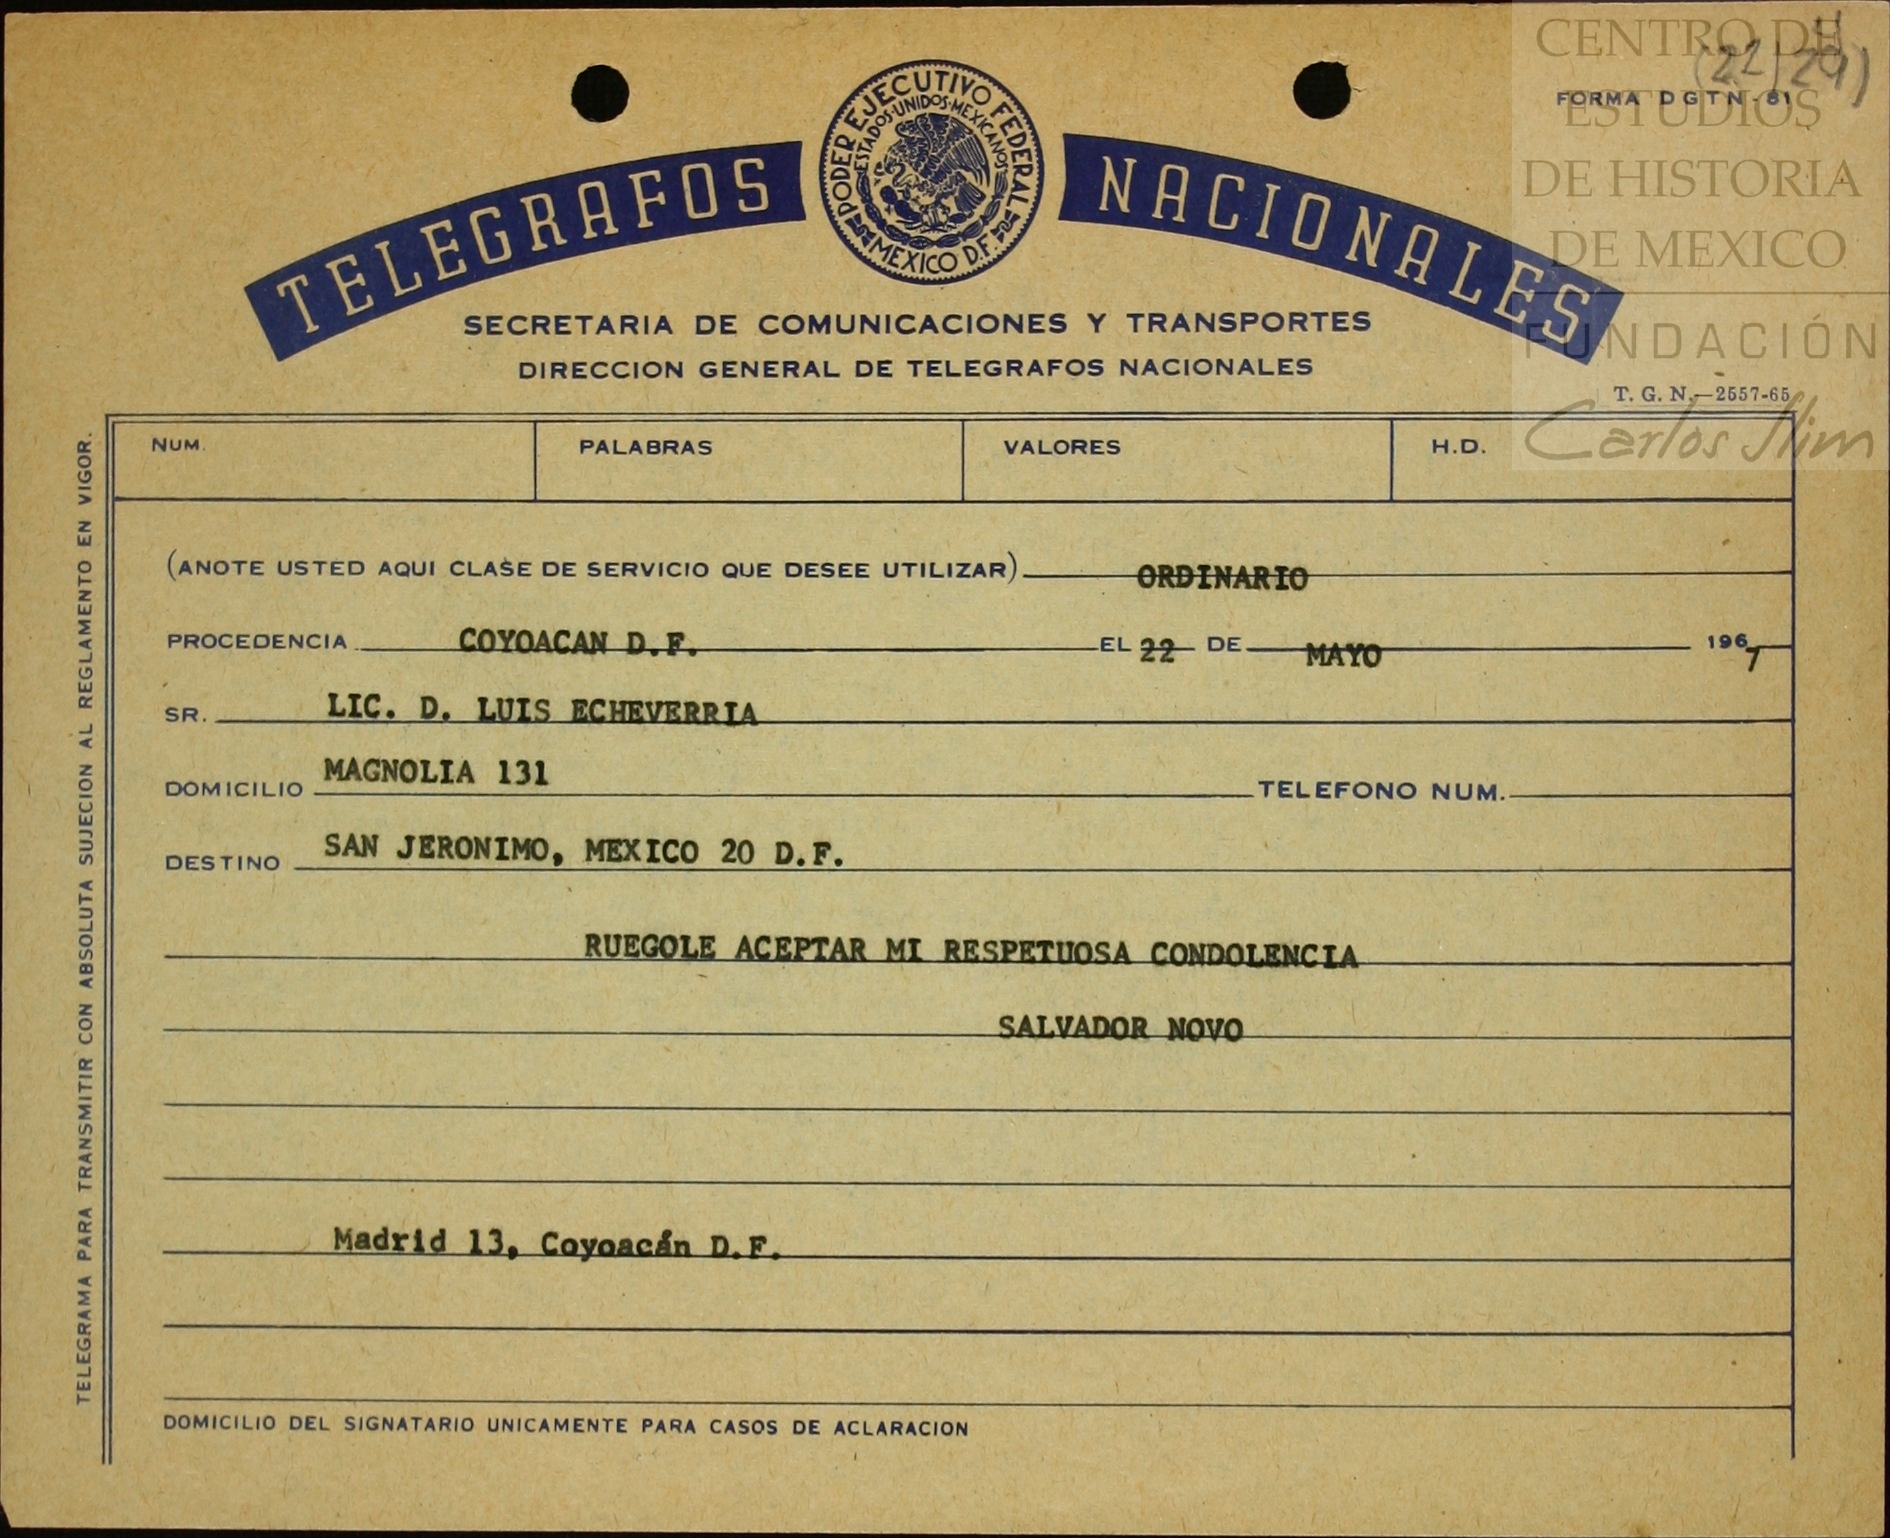 CENTRO DE
ESTUDIOS
DE HISTORIA
DE MEXICO
FUNDACIÓN
Carlos Slim
(22/24)
FORMA DGTN-81
TELEGRAFOS NACIONALES
PODER EJECUTIVO FEDERAL
ESTADOS·UNIDOS·MEXICANOS
MEXICO D.F.
SECRETARIA DE COMUNICACIONES Y TRANSPORTES
DIRECCION GENERAL DE TELEGRAFOS NACIONALES
T. G. N.—2557-65
NUM. PALABRAS VALORES H.D.
(ANOTE USTED AQUI CLASE DE SERVICIO QUE DESEE UTILIZAR) ORDINARIO
PROCEDENCIA COYOACAN D.F. EL 22 DE MAYO 1967
SR. LIC. D. LUIS ECHEVERRIA
DOMICILIO MAGNOLIA 131 TELEFONO NUM.
DESTINO SAN JERONIMO, MEXICO 20 D.F.
RUEGOLE ACEPTAR MI RESPETUOSA CONDOLENCIA
SALVADOR NOVO
Madrid 13, Coyoacán D.F.
DOMICILIO DEL SIGNATARIO UNICAMENTE PARA CASOS DE ACLARACION
TELEGRAMA PARA TRANSMITIR CON ABSOLUTA SUJECION AL REGLAMENTO EN VIGOR.